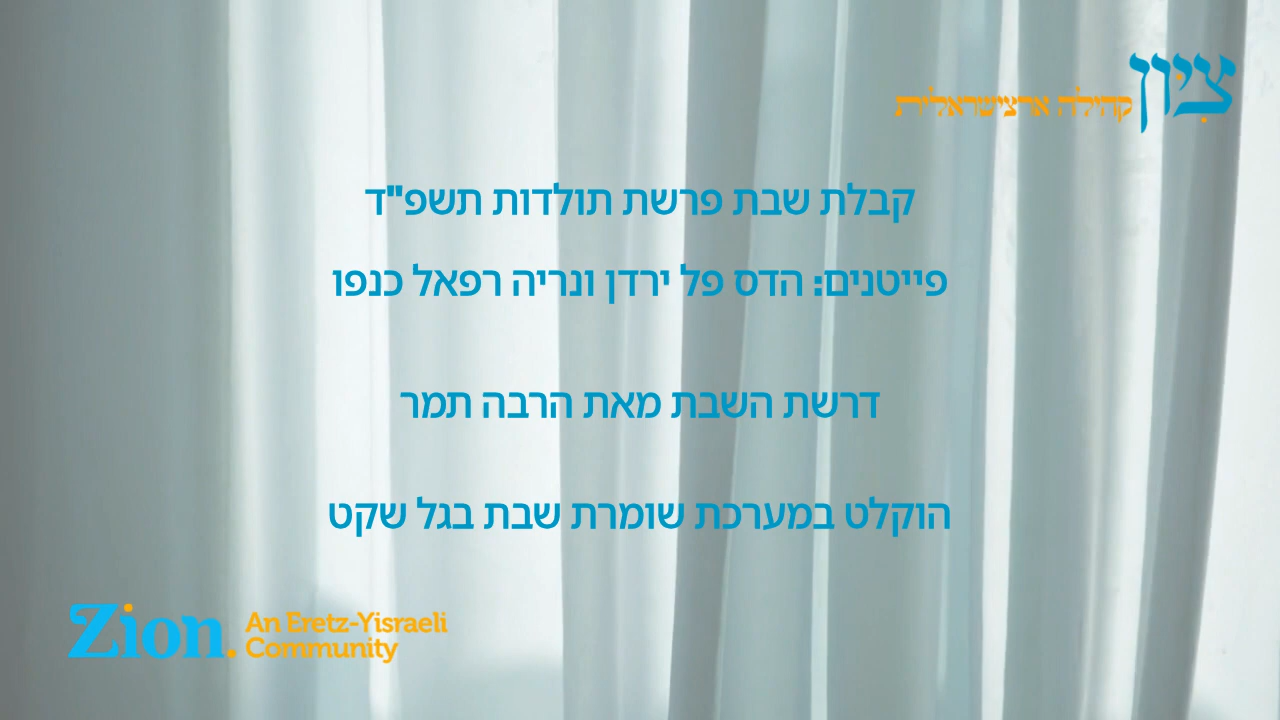 ציון קהילה ארצישראלית
קבלת שבת פרשת תולדות תשפ"ד
פייטנים: הדס פל ירדן ונריה רפאל כנפו
דרשת השבת מאת הרבה תמר
הוקלט במערכת שומרת שבת בגל שקט
Zion. An Eretz-Yisraeli
Community